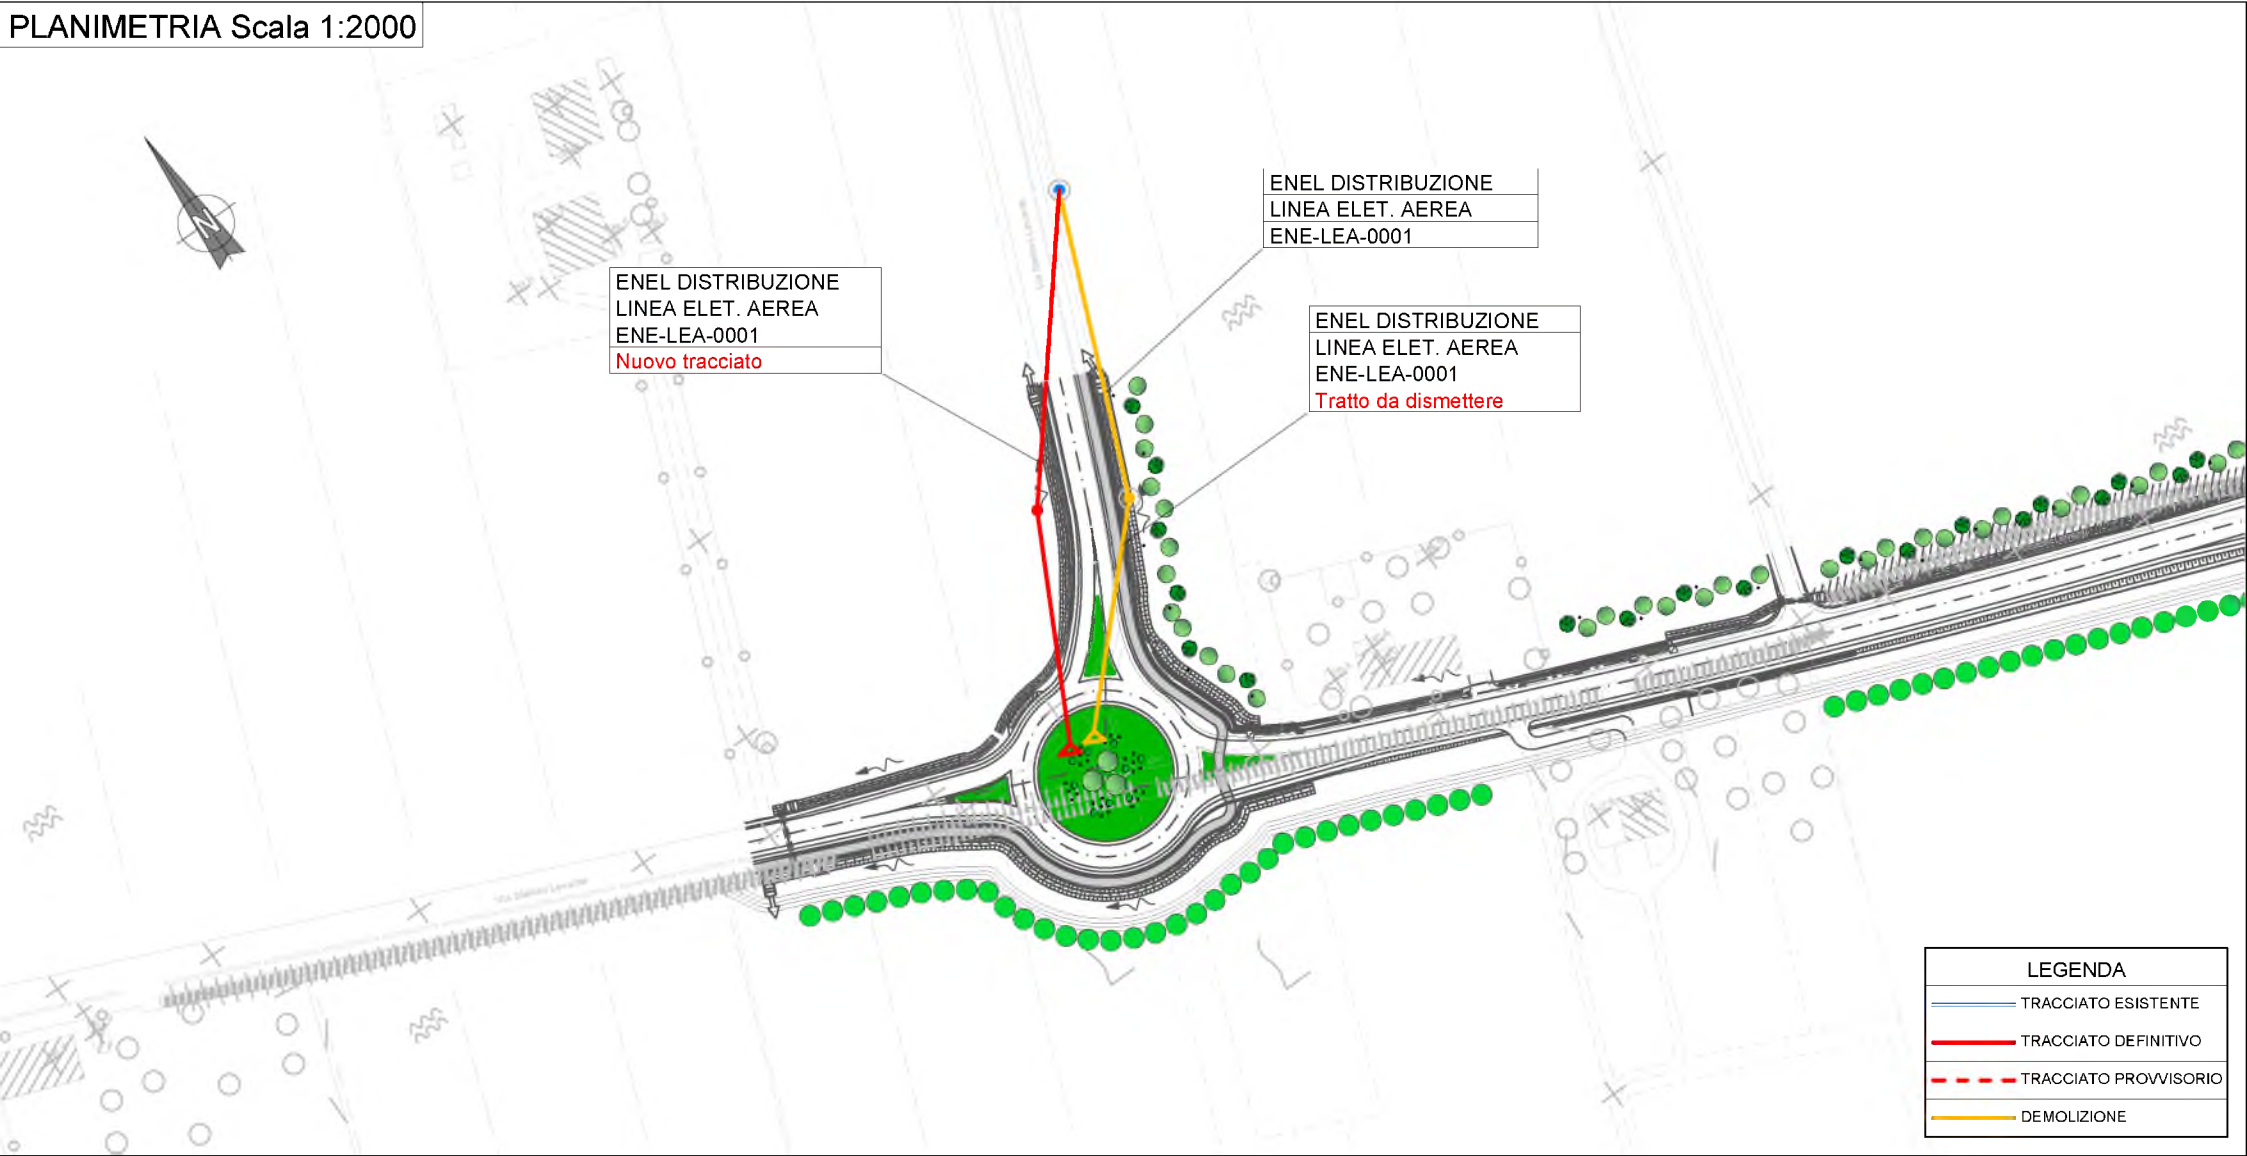 PLANIMETRIA Scala 1:2000
ENEL DISTRIBUZIONE
LINEA ELET. AEREA
ENE-LEA-0001
ENEL DISTRIBUZIONE
LINEA ELET. AEREA
ENE-LEA-0001
Nuovo tracciato
ENEL DISTRIBUZIONE
LINEA ELET. AEREA
ENE-LEA-0001
Tratto da dismettere
N
LEGENDA
TRACCIATO ESISTENTE
TRACCIATO DEFINITIVO
TRACCIATO PROVVISORIO
DEMOLIZIONE